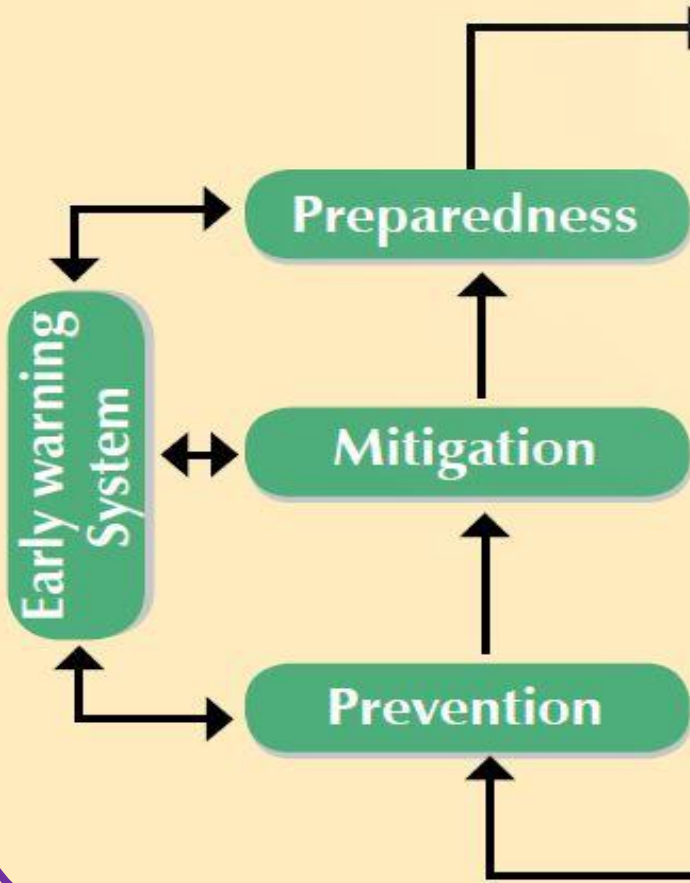 Preparedness
Early warning
System
Mitigation
Prevention